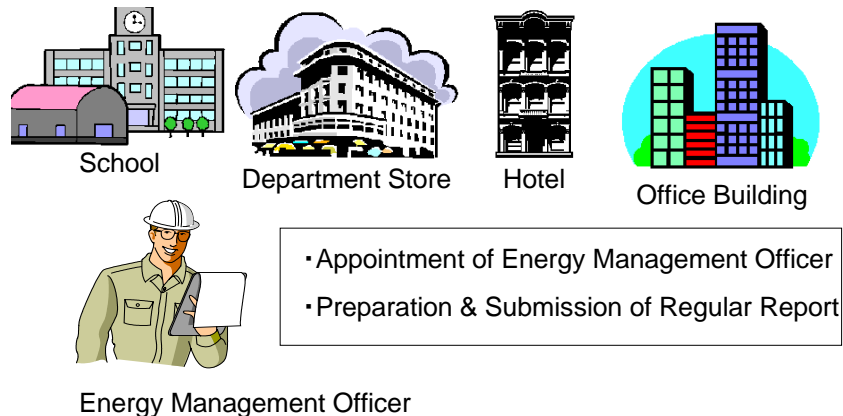 School
Department Store
Hotel
Office Building
・Appointment of Energy Management Officer
・Preparation & Submission of Regular Report
Energy Management Officer